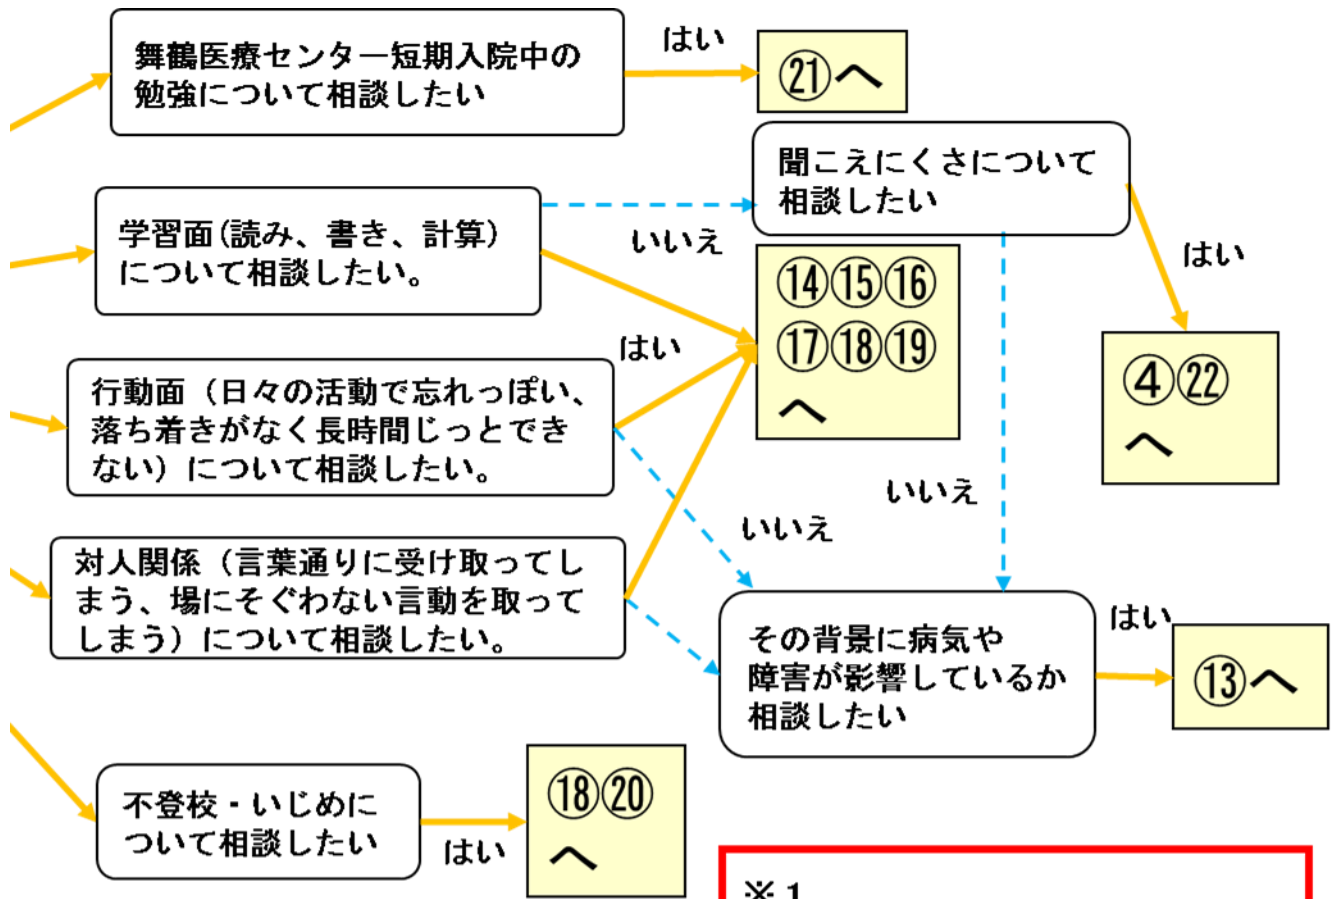 舞鶴医療センター短期入院中の
勉強について相談したい
はい
㉑へ
聞こえにくさについて
相談したい
学習面(読み、書き、計算)
について相談したい。
いいえ
はい
⑭⑮⑯
⑰⑱⑲
へ
はい
④㉒
へ
行動面（日々の活動で忘れっぽい、
落ち着きがなく長時間じっとでき
ない）について相談したい。
いいえ
いいえ
対人関係（言葉通りに受け取ってし
まう、場にそぐわない言動を取って
しまう）について相談したい。
その背景に病気や
障害が影響しているか
相談したい
はい
⑬へ
不登校・いじめに
ついて相談したい
はい
⑱⑳
へ
※１